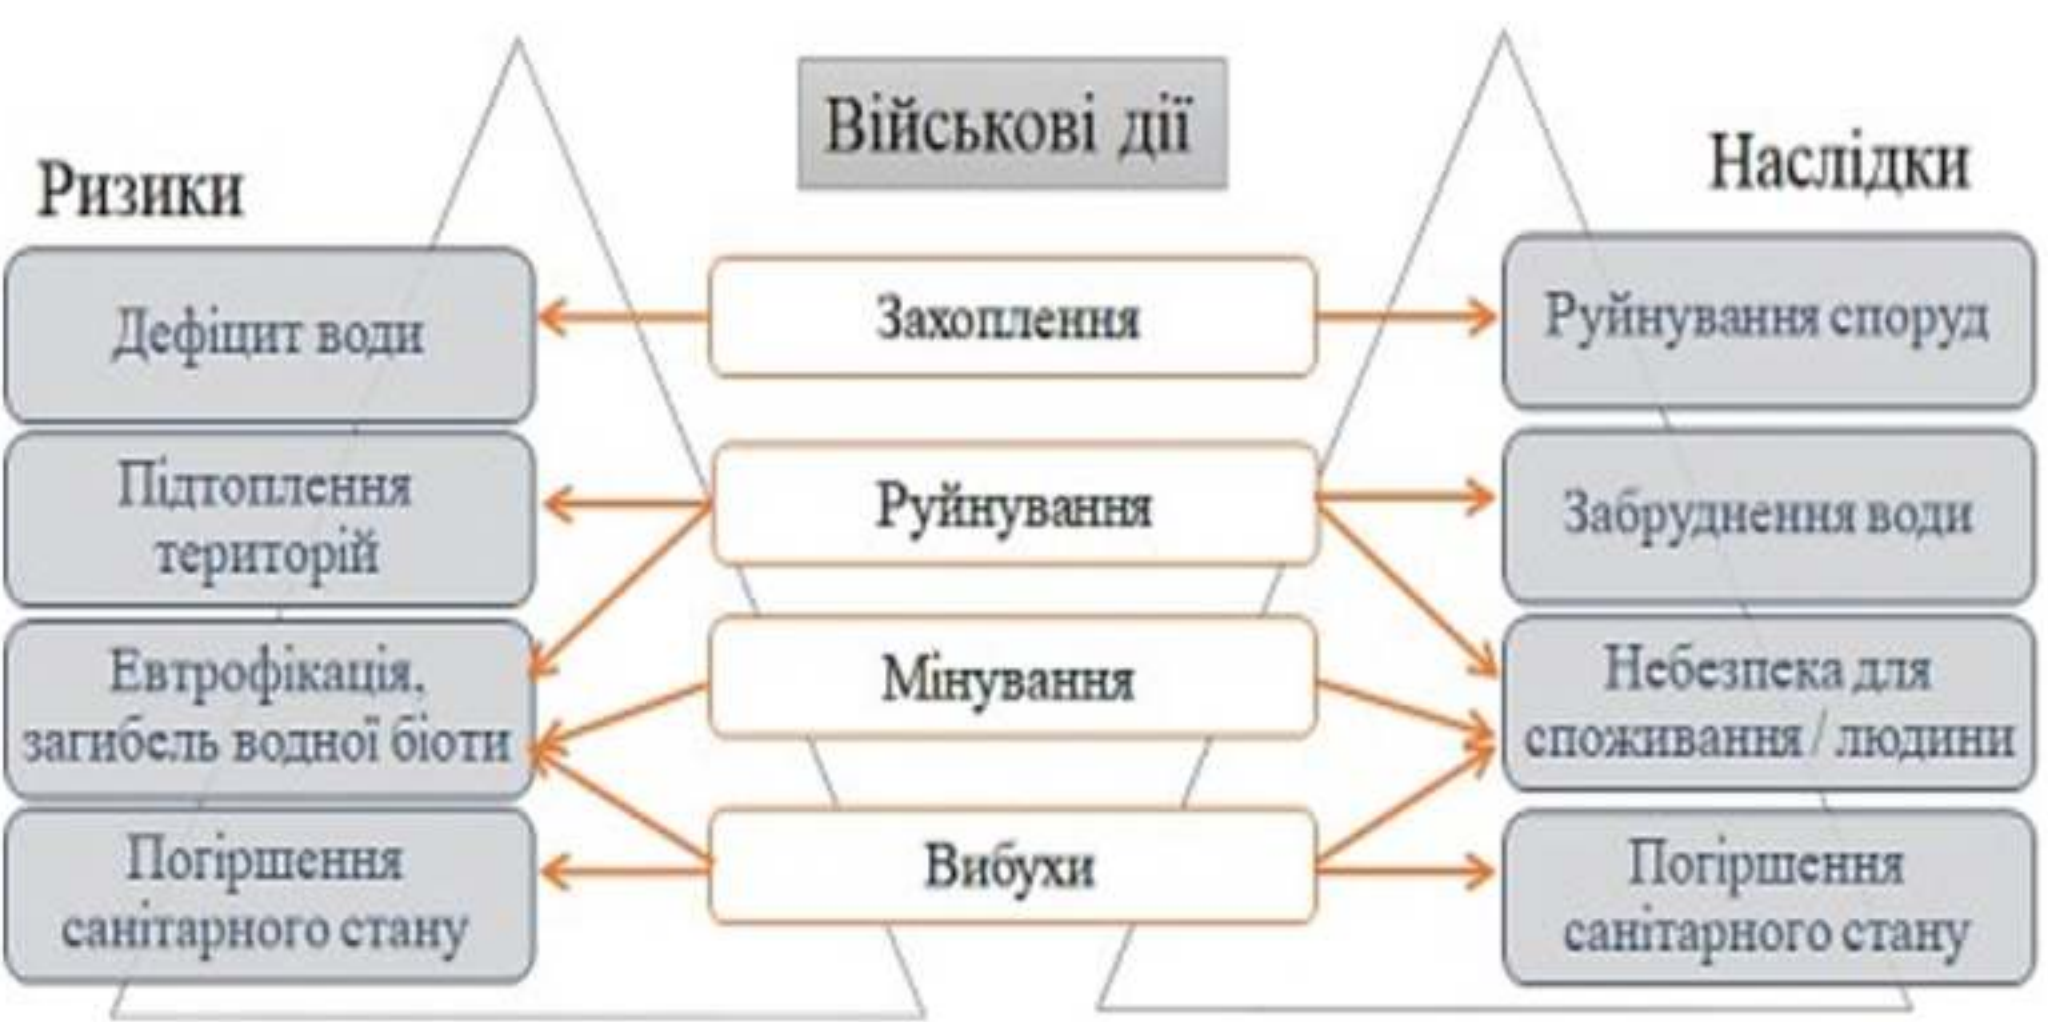 Військові дії
Ризики
Наслідки
Дефіцит води
Захоплення
Руйнування споруд
Підтоплення
територій
Руйнування
Забруднення води
Евтрофікація,
загибель водної біоти
Мінування
Небезпека для
споживання / людини
Погіршення
санітарного стану
Вибухи
Погіршення
санітарного стану